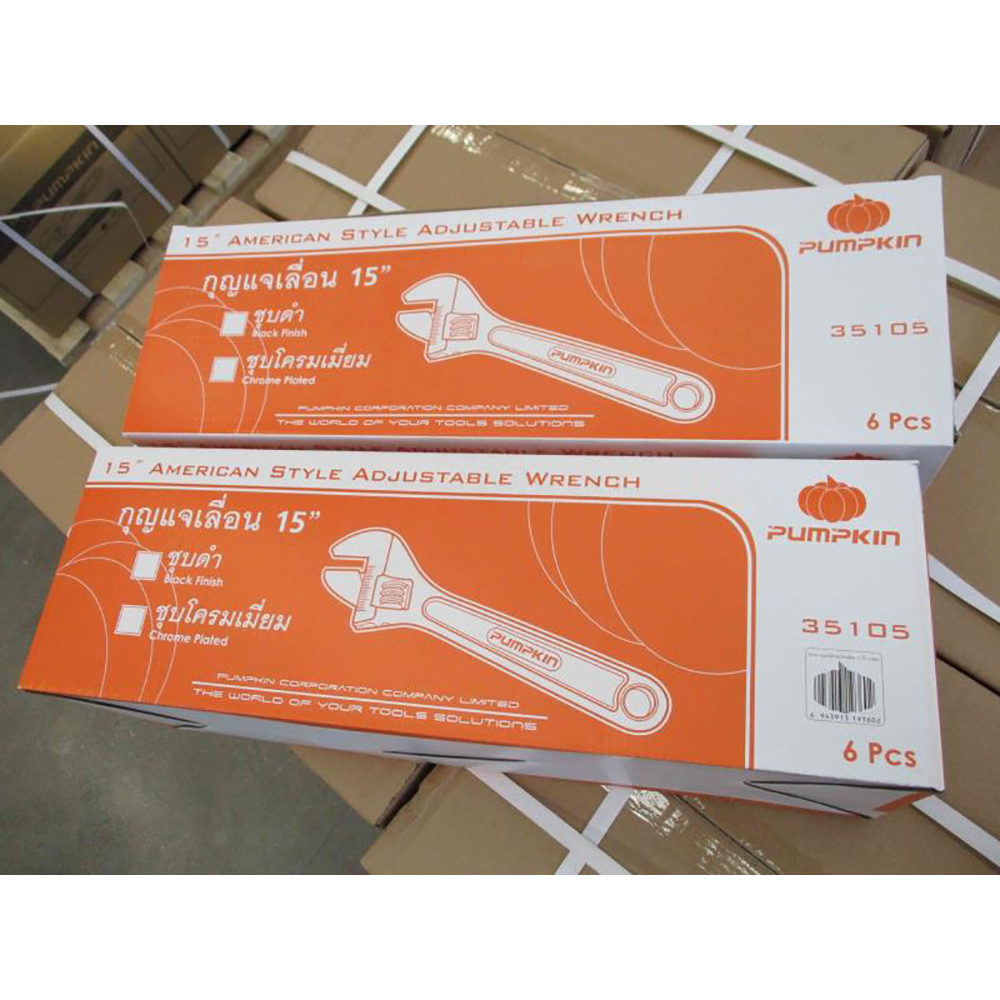 PUMPKIN
15" AMERICAN STYLE ADJUSTABLE WRENCH
PUMPKIN
กุญแจเลื่อน 15"
ชุบดำ
Black Finish
ชุบโครมเมี่ยม
Chrome Plated
PUMPKIN
35105
PUMPKIN CORPORATION COMPANY LIMITED
THE WORLD OF YOUR TOOLS SOLUTIONS
6 Pcs
ADJUSTABLE WRENCH
15" AMERICAN STYLE ADJUSTABLE WRENCH
PUMPKIN
กุญแจเลื่อน 15"
ชุบดำ
Black Finish
ชุบโครมเมี่ยม
Chrome Plated
PUMPKIN
35105
PUMPKIN CORPORATION COMPANY LIMITED
THE WORLD OF YOUR TOOLS SOLUTIONS
6 Pcs